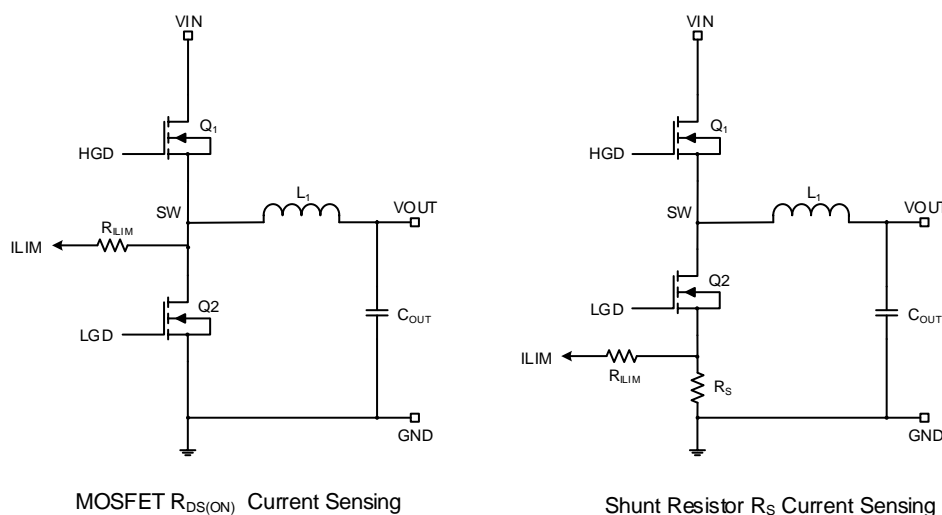 VIN
Q1
HGD
L1
SW
VOUT
RILIM
ILIM
Q2
LGD
COUT
GND
MOSFET RDS(ON) Current Sensing
VIN
Q1
HGD
L1
SW
VOUT
Q2
LGD
COUT
ILIM
RILIM
RS
GND
Shunt Resistor RS Current Sensing